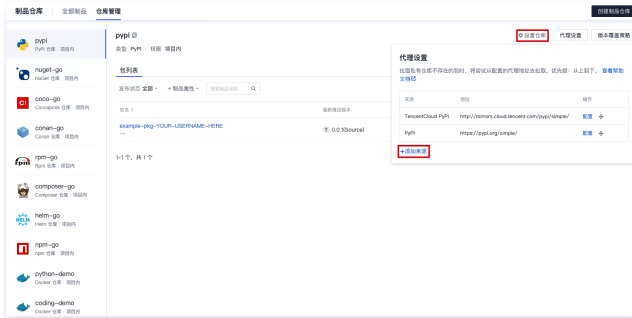 制品仓库 全部制品 仓库管理 创建制品仓库
pypi
PyPI 仓库 | 项目内
nuget-go
NuGet 仓库 | 项目内
coco-go
Cocoapods 仓库 | 项目内
conan-go
Conan 仓库 | 项目内
rpm-go
Rpm 仓库 | 项目内
composer-go
Composer 仓库 | 项目内
helm-go
Helm 仓库 | 项目内
npm-go
npm 仓库 | 项目内
python-demo
Docker 仓库 | 项目内
coding-demo
Docker 仓库 | 项目内
pypi 设置仓库 代理设置 版本覆盖策略
类型 PyPI 权限 项目内
包列表
发布状态 全部 + 制品属性
包名 最新推送版本
example-pkg-YOUR-USERNAME-HERE 0.0.1(Source)
1-1 个, 共 1 个
代理设置
当私有仓库不存在的包时, 将尝试从配置的代理地址去拉取, 优先级: 从上到下。 查看帮助
文档
来源 地址 操作
TencentCloud PyPI http://mirrors.cloud.tencent.com/pypi/simple/ 配置
PyPI https://pypi.org/simple/ 配置
+添加来源